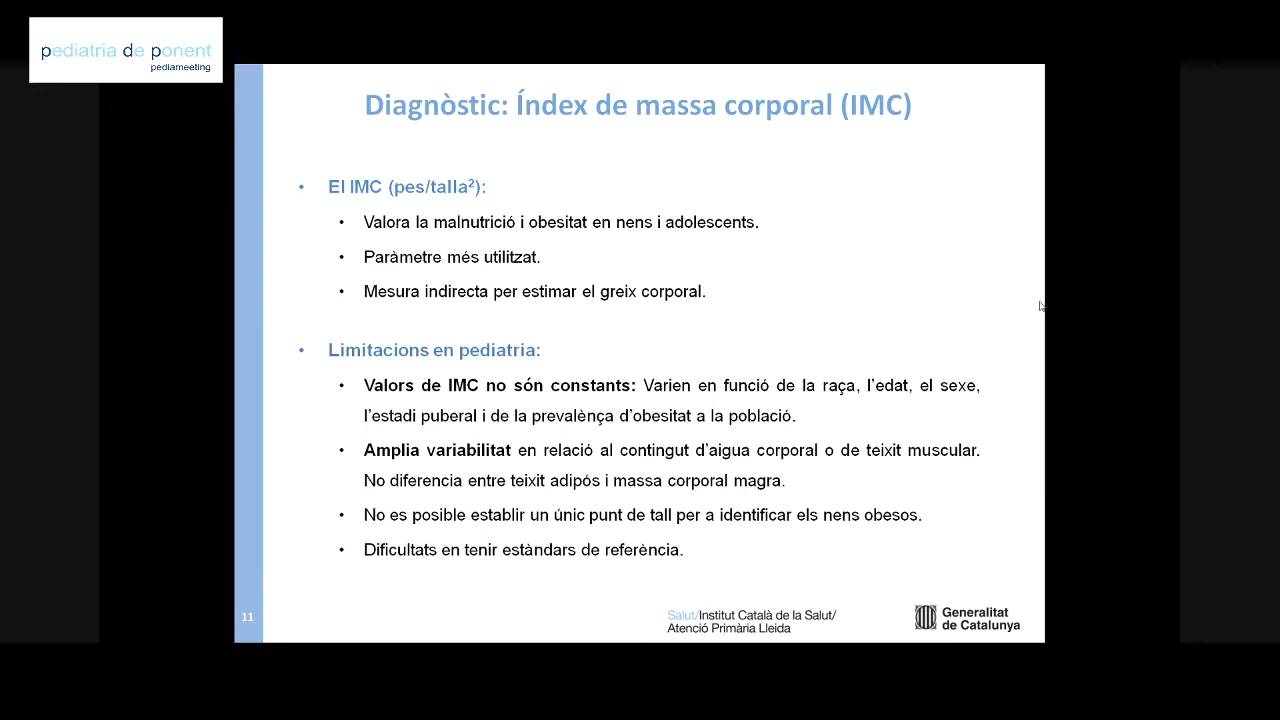 pediatria de ponent
pediameeting
Diagnòstic: Índex de massa corporal (IMC)
• El IMC (pes/talla²):
• Valora la malnutrició i obesitat en nens i adolescents.
• Paràmetre més utilitzat.
• Mesura indirecta per estimar el greix corporal.
• Limitacions en pediatria:
• Valors de IMC no són constants: Varien en funció de la raça, l'edat, el sexe,
l'estadi puberal i de la prevalènça d'obesitat a la població.
• Amplia variabilitat en relació al contingut d'aigua corporal o de teixit muscular.
No diferencia entre teixit adipós i massa corporal magra.
• No es posible establir un únic punt de tall per a identificar els nens obesos.
• Dificultats en tenir estàndars de referència.
11
Salut/Institut Català de la Salut/
Atenció Primària Lleida
Generalitat
de Catalunya